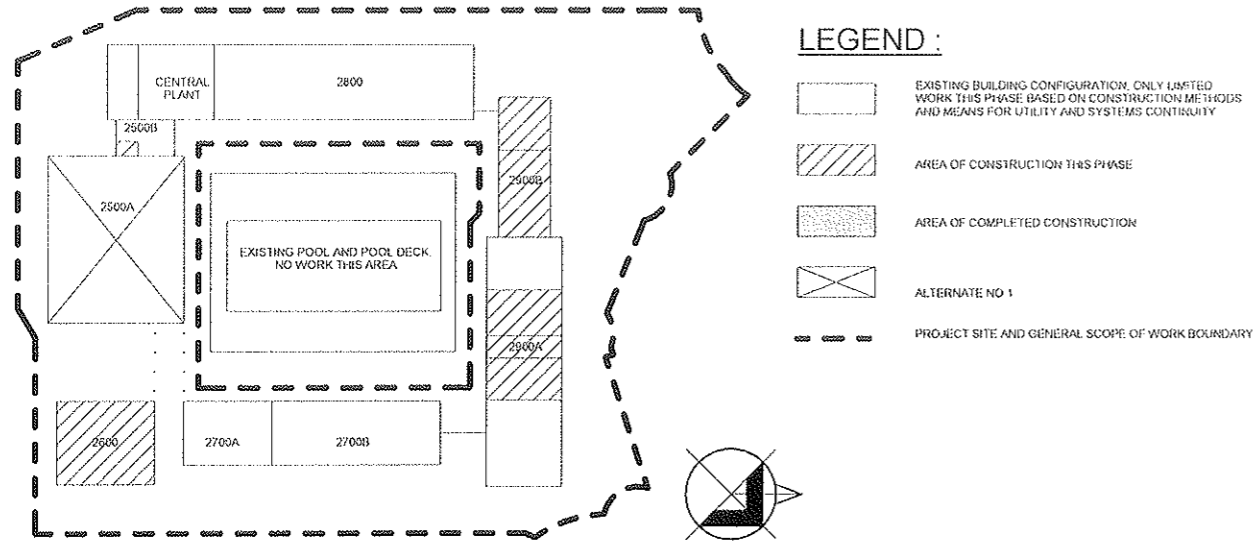 LEGEND :
CENTRAL
PLANT
2800
EXISTING BUILDING CONFIGURATION, ONLY LIMITED
WORK THIS PHASE BASED ON CONSTRUCTION METHODS
AND MEANS FOR UTILITY AND SYSTEMS CONTINUITY
2500B
AREA OF CONSTRUCTION THIS PHASE
2900B
2500A
AREA OF COMPLETED CONSTRUCTION
EXISTING POOL AND POOL DECK,
NO WORK THIS AREA
ALTERNATE NO 1
PROJECT SITE AND GENERAL SCOPE OF WORK BOUNDARY
2900A
2600
2700A
2700B